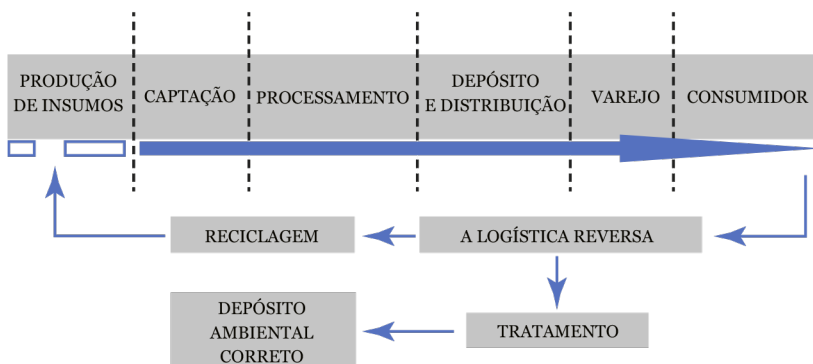 PRODUÇÃO
DE INSUMOS
CAPTAÇÃO
PROCESSAMENTO
DEPÓSITO
E DISTRIBUIÇÃO
VAREJO
CONSUMIDOR
RECICLAGEM
A LOGÍSTICA REVERSA
DEPÓSITO
AMBIENTAL
CORRETO
TRATAMENTO